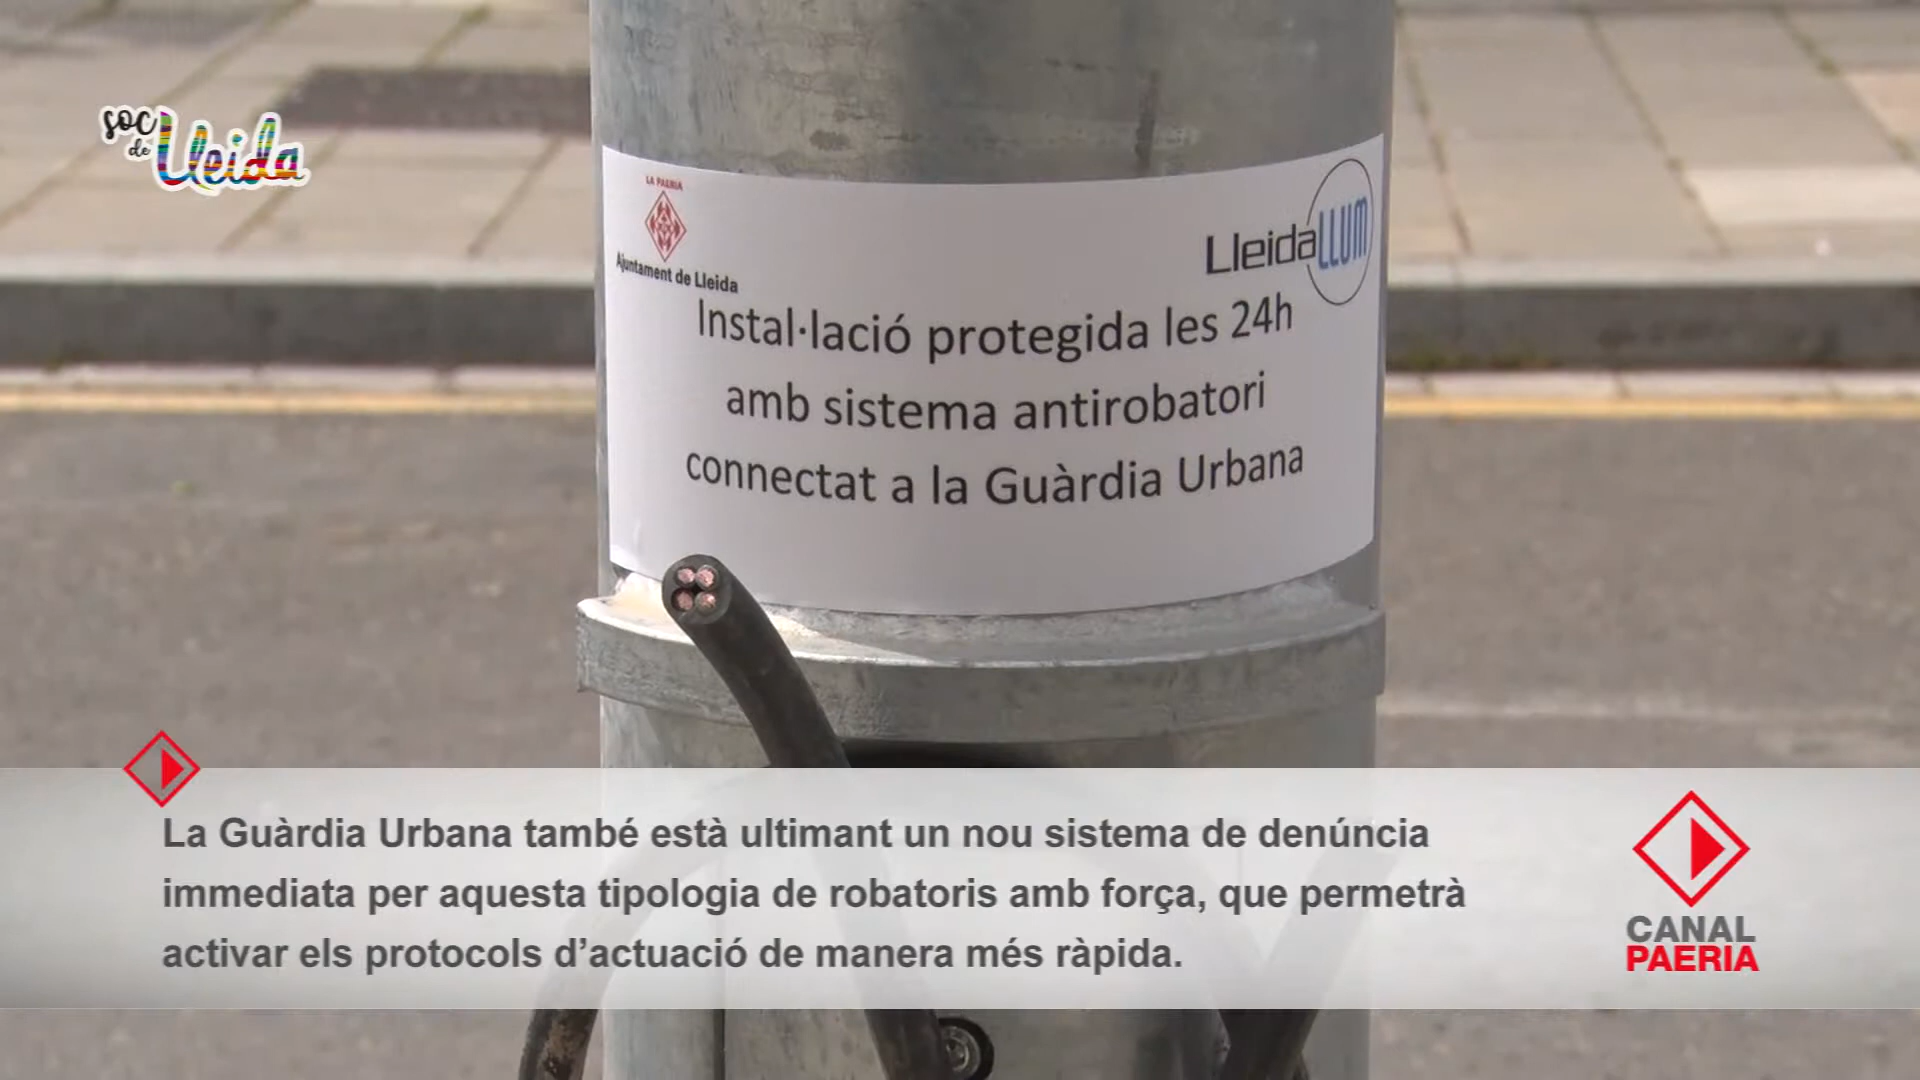 soc
de
Lleida
LA PAERIA
Ajuntament de Lleida
LleidaLLUM
Instal·lació protegida les 24h
amb sistema antirobatori
connectat a la Guàrdia Urbana
La Guàrdia Urbana també està ultimant un nou sistema de denúncia
immediata per aquesta tipologia de robatoris amb força, que permetrà
activar els protocols d’actuació de manera més ràpida.
CANAL
PAERIA